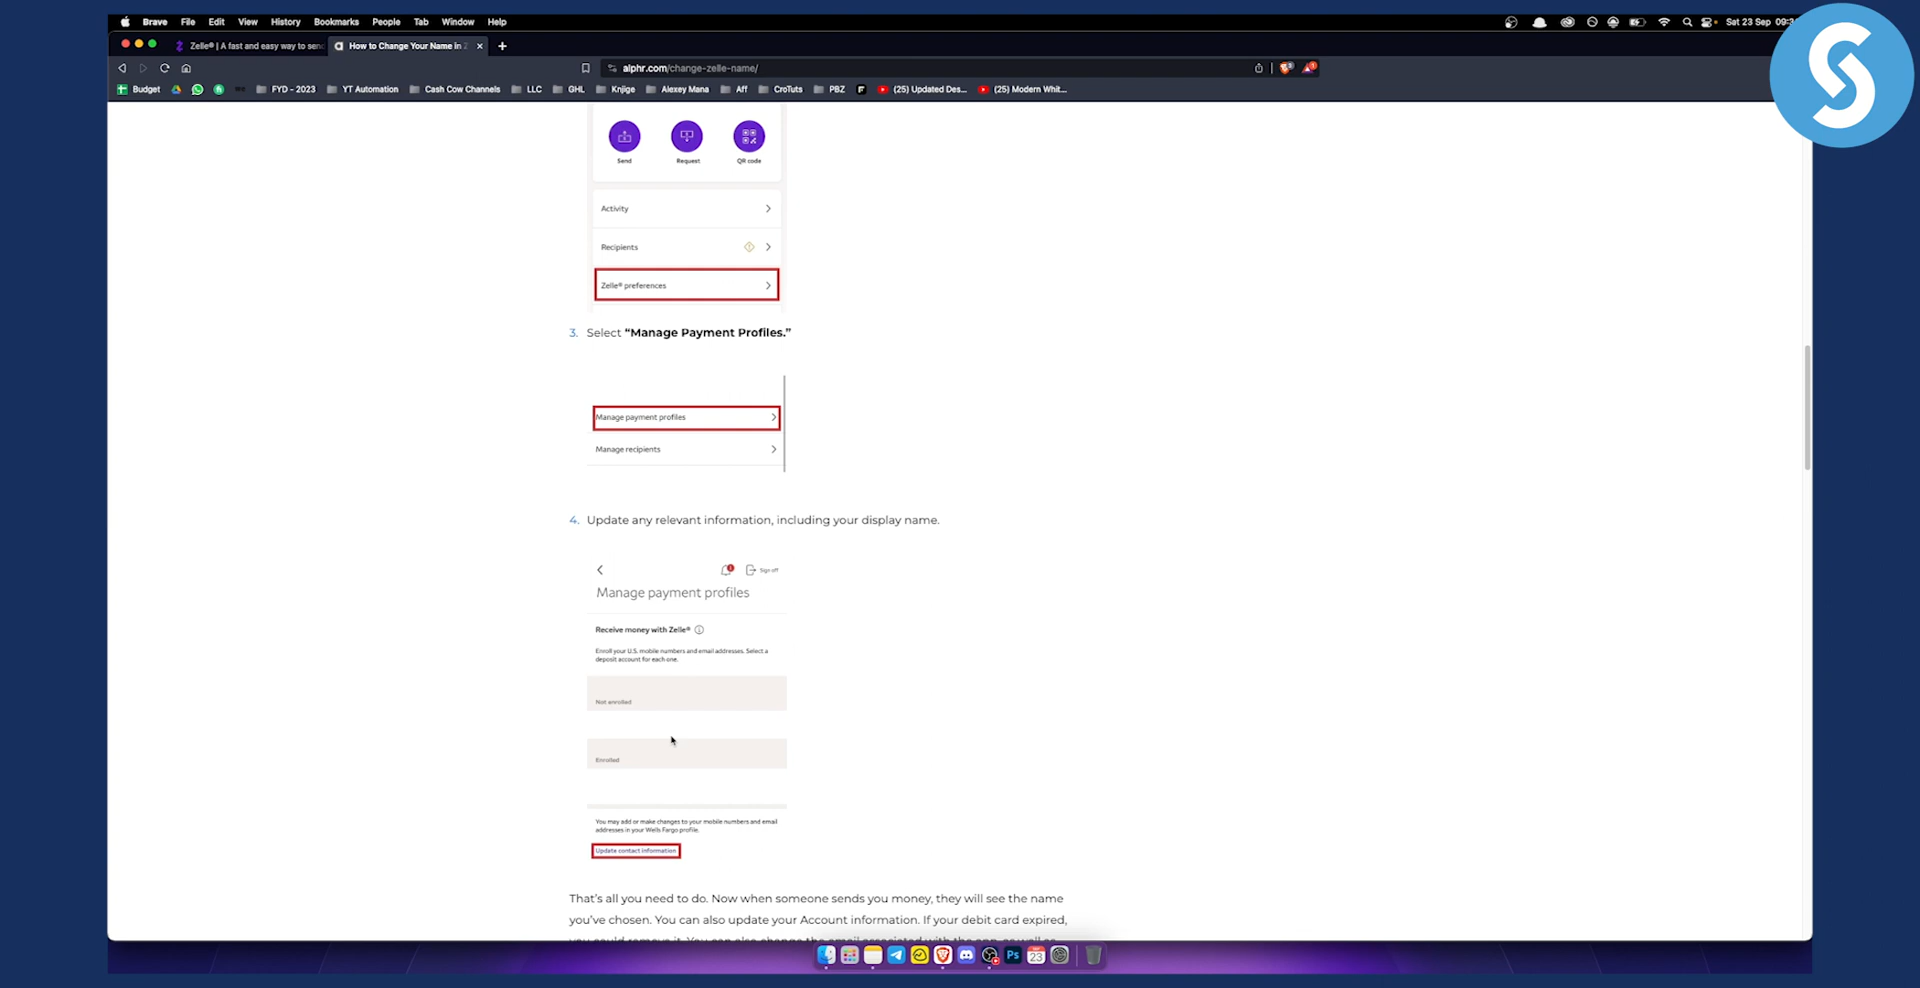 Brave File Edit View History Bookmarks People Tab Window Help
Sat 23 Sep
Zelle® | A fast and easy way to send
How to Change Your Name in Z
alphr.com/change-zelle-name/
Budget FYD - 2023 YT Automation Cash Cow Channels LLC GHL Knjige Alexey Mana Aff CroTuts PBZ (25) Updated Des... (25) Modern Whit...
Send Request QR code
Activity
Recipients
Zelle® preferences
3. Select “Manage Payment Profiles.”
Manage payment profiles
Manage recipients
4. Update any relevant information, including your display name.
Sign off
Manage payment profiles
Receive money with Zelle®
Enroll your U.S. mobile numbers and email addresses. Select a
deposit account for each one.
Not enrolled
Enrolled
You may add or make changes to your mobile numbers and email
addresses in your Wells Fargo profile.
Update contact information
That’s all you need to do. Now when someone sends you money, they will see the name
you’ve chosen. You can also update your Account information. If your debit card expired,
Ps
23